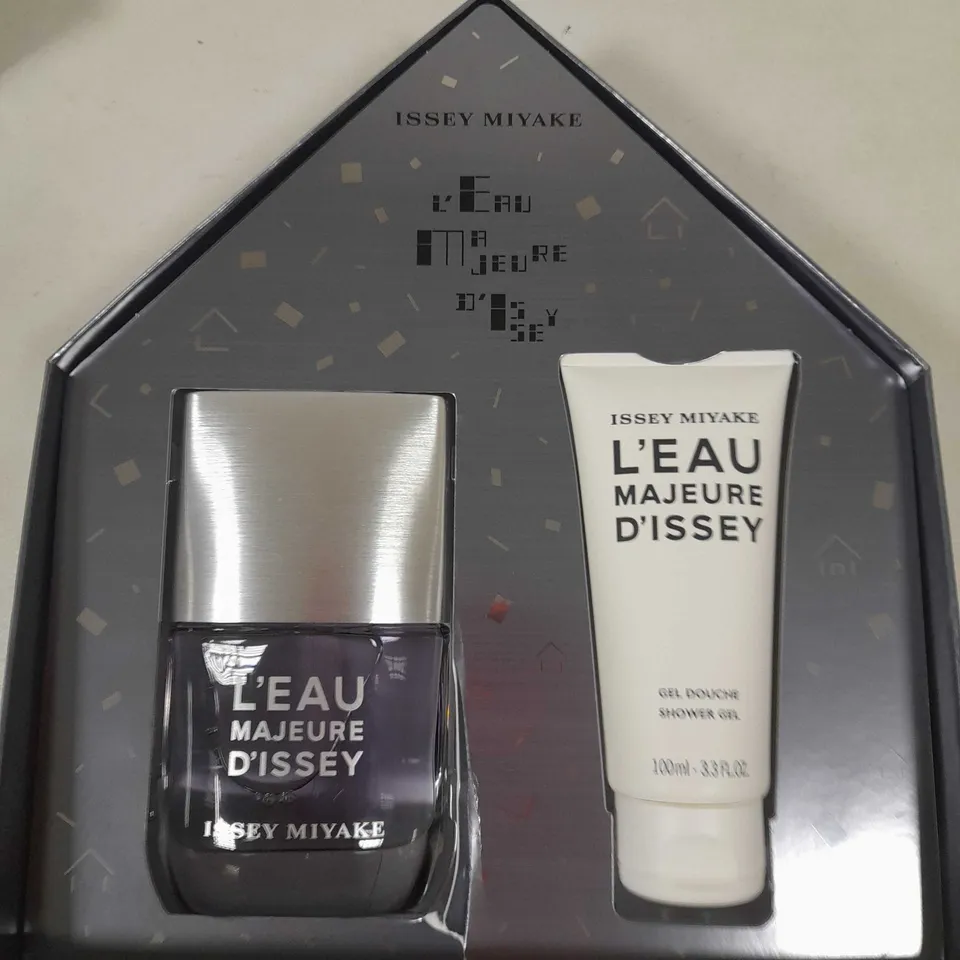 ISSEY MIYAKE
L'EAU
MAJEURE
D'ISSEY
ISSEY MIYAKE
L'EAU
MAJEURE
D'ISSEY
GEL DOUCHE
SHOWER GEL
100ml - 3.3 FL.OZ.
L'EAU
MAJEURE
D'ISSEY
ISSEY MIYAKE